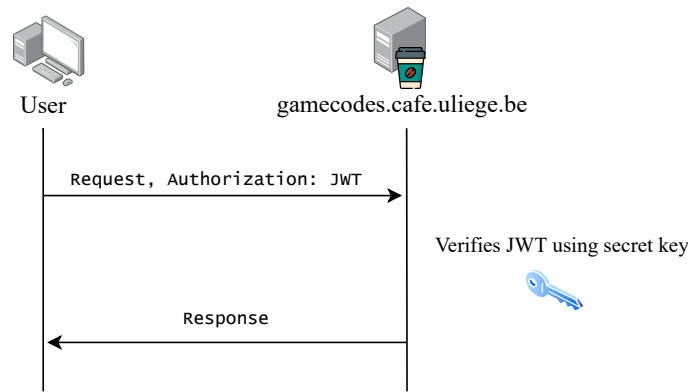 User
gamecodes.cafe.uliege.be
Request, Authorization: JWT
Verifies JWT using secret key
Response